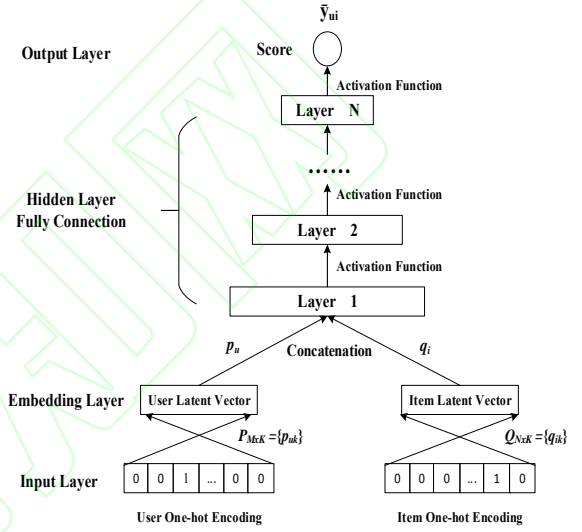 ȳui
Output Layer
Score
Activation Function
Layer N
......
Activation Function
Hidden Layer
Fully Connection
Layer 2
Activation Function
Layer 1
pu
Concatenation
qi
Embedding Layer
User Latent Vector
Item Latent Vector
PMxK ={puk}
QNxK ={qik}
Input Layer
0 0 1 ... 0 0
0 0 0 ... 1 0
User One-hot Encoding
Item One-hot Encoding